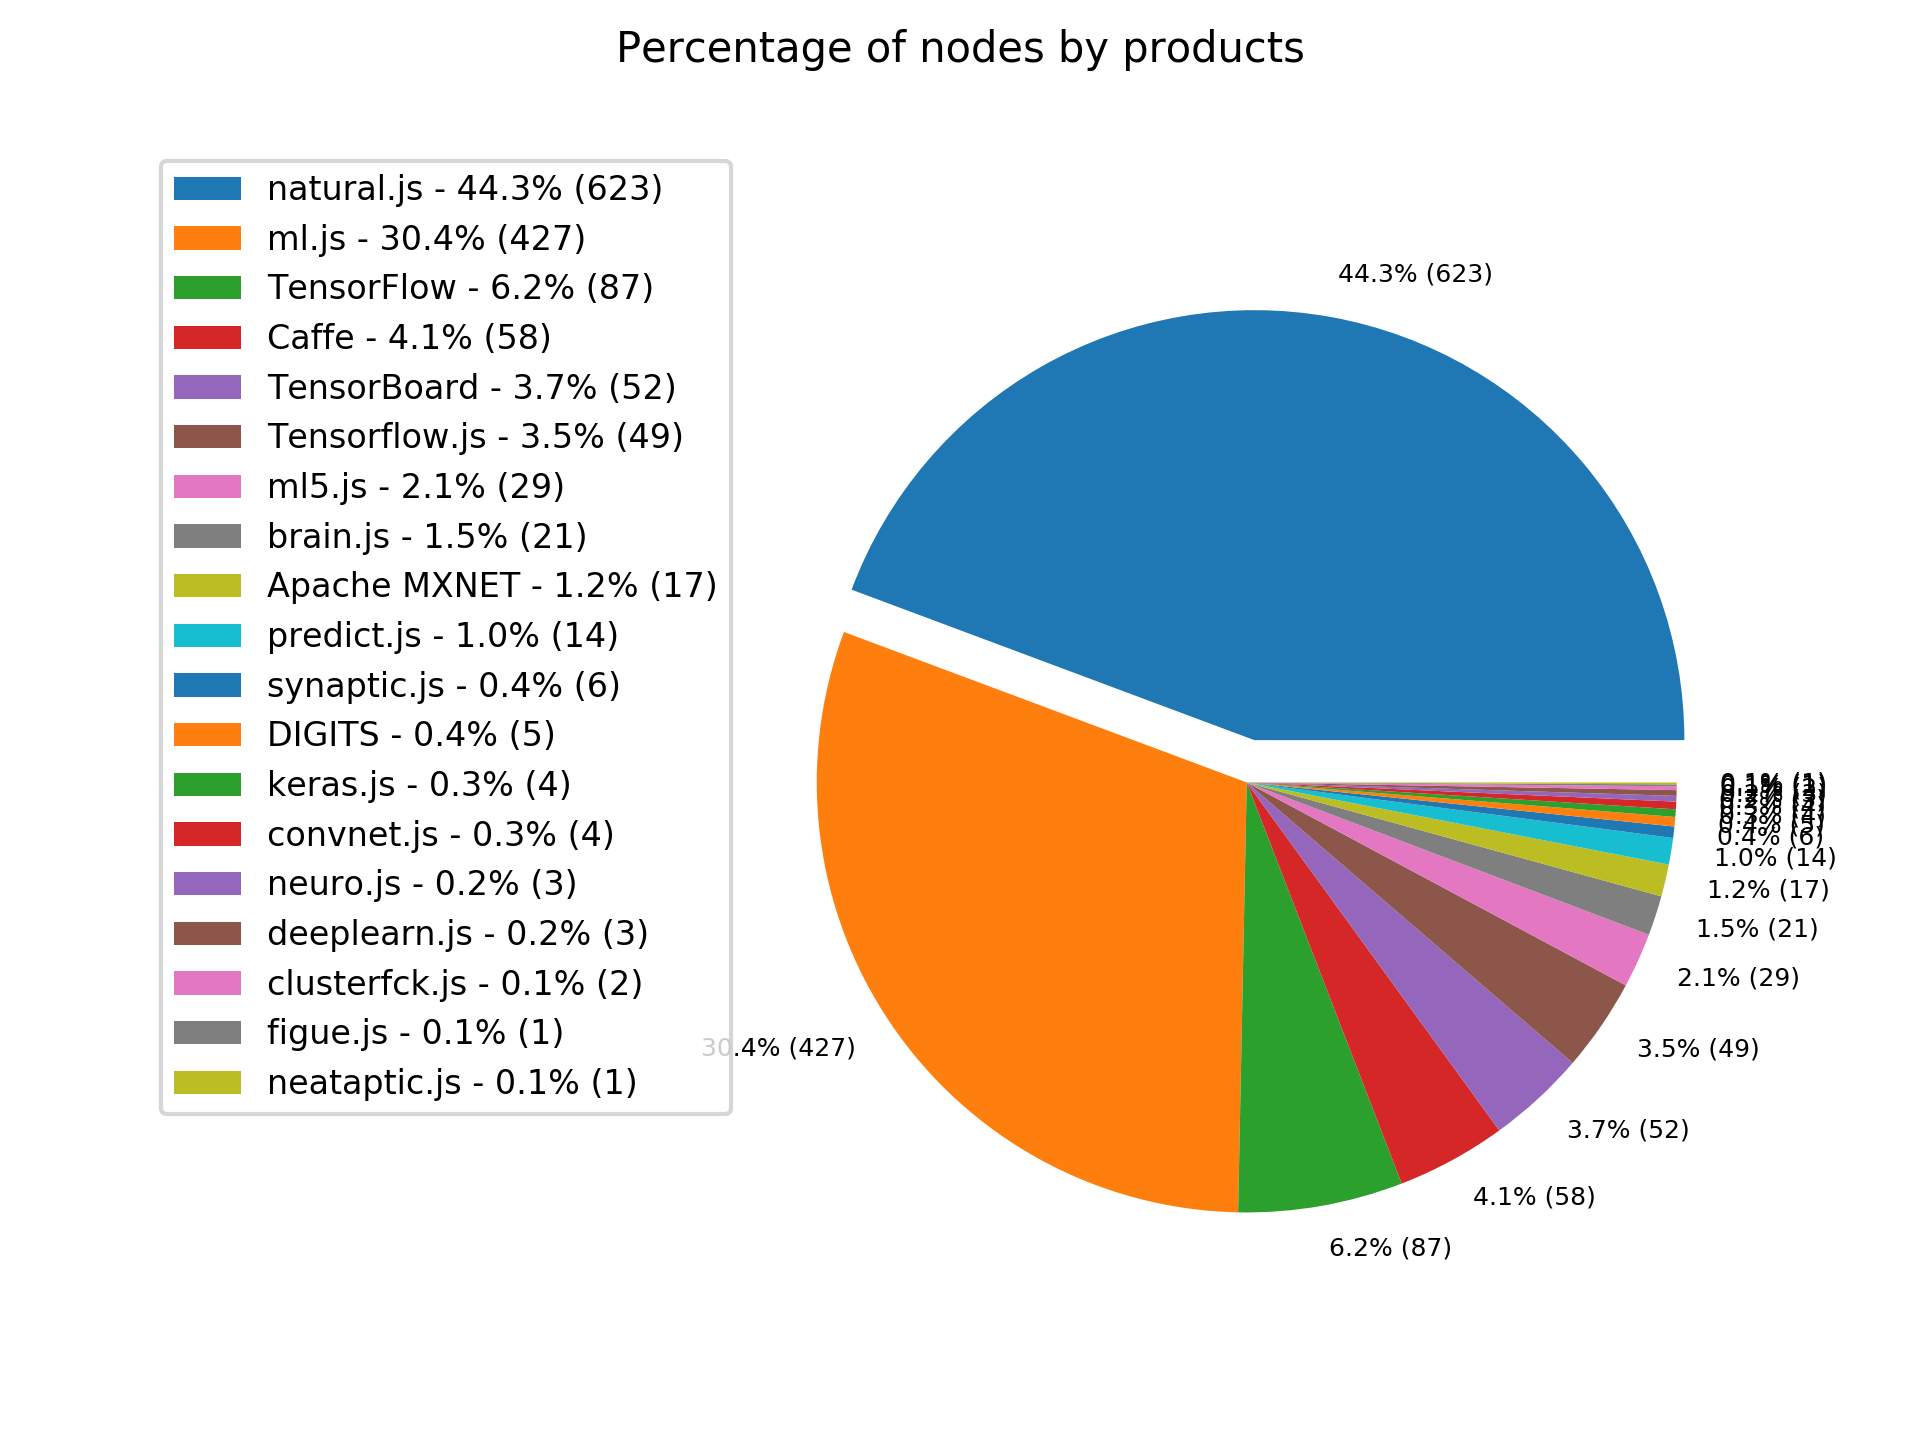 Percentage of nodes by products
natural.js - 44.3% (623)
ml.js - 30.4% (427)
TensorFlow - 6.2% (87)
Caffe - 4.1% (58)
TensorBoard - 3.7% (52)
Tensorflow.js - 3.5% (49)
ml5.js - 2.1% (29)
brain.js - 1.5% (21)
Apache MXNET - 1.2% (17)
predict.js - 1.0% (14)
synaptic.js - 0.4% (6)
DIGITS - 0.4% (5)
keras.js - 0.3% (4)
convnet.js - 0.3% (4)
neuro.js - 0.2% (3)
deeplearn.js - 0.2% (3)
clusterfck.js - 0.1% (2)
figue.js - 0.1% (1)
neataptic.js - 0.1% (1)
44.3% (623)
30.4% (427)
6.2% (87)
4.1% (58)
3.7% (52)
3.5% (49)
2.1% (29)
1.5% (21)
1.2% (17)
1.0% (14)
0.4% (6)